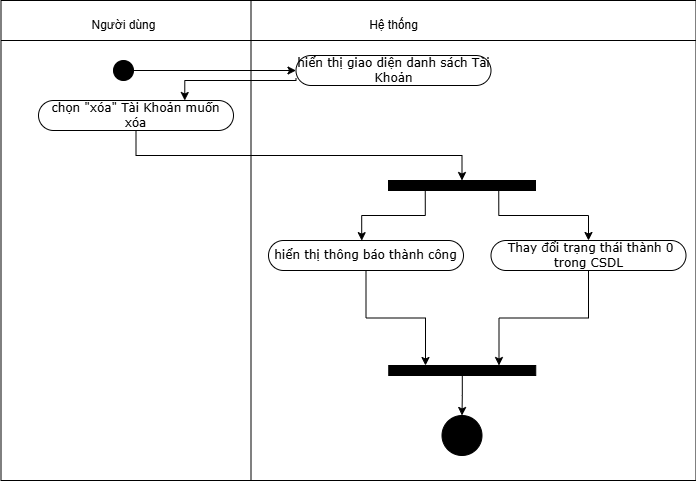 Người dùng
Hệ thống
hiển thị giao diện danh sách Tài
Khoản
chọn "xóa" Tài Khoản muốn
xóa
hiển thị thông báo thành công
Thay đổi trạng thái thành 0
trong CSDL